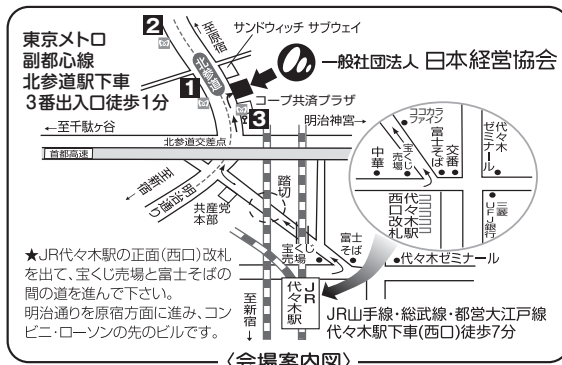 東京メトロ
副都心線
北参道駅下車
3番出入口徒歩1分
2
至原宿
サンドウィッチ サブウェイ
一般社団法人 日本経営協会
北参道
1
コープ共済プラザ
3
明治神宮→
←至千駄ヶ谷
北参道交差点
首都高速
至新宿
明治通り
共産党
本部
踏切
宝くじ
売場
富士
そば
代々木ゼミナール
ココカラ
ファイン
中華
宝くじ
売場
富士そば
交番
代々木
ゼミナール
代々木駅
西口改札
三菱
UFJ銀行
★JR代々木駅の正面(西口)改札
を出て、宝くじ売場と富士そばの
間の道を進んで下さい。
明治通りを原宿方面に進み、コン
ビニ・ローソンの先のビルです。
至新宿
↓
JR
代々木駅
JR山手線・総武線・都営大江戸線
代々木駅下車(西口)徒歩7分
〈会場案内図〉